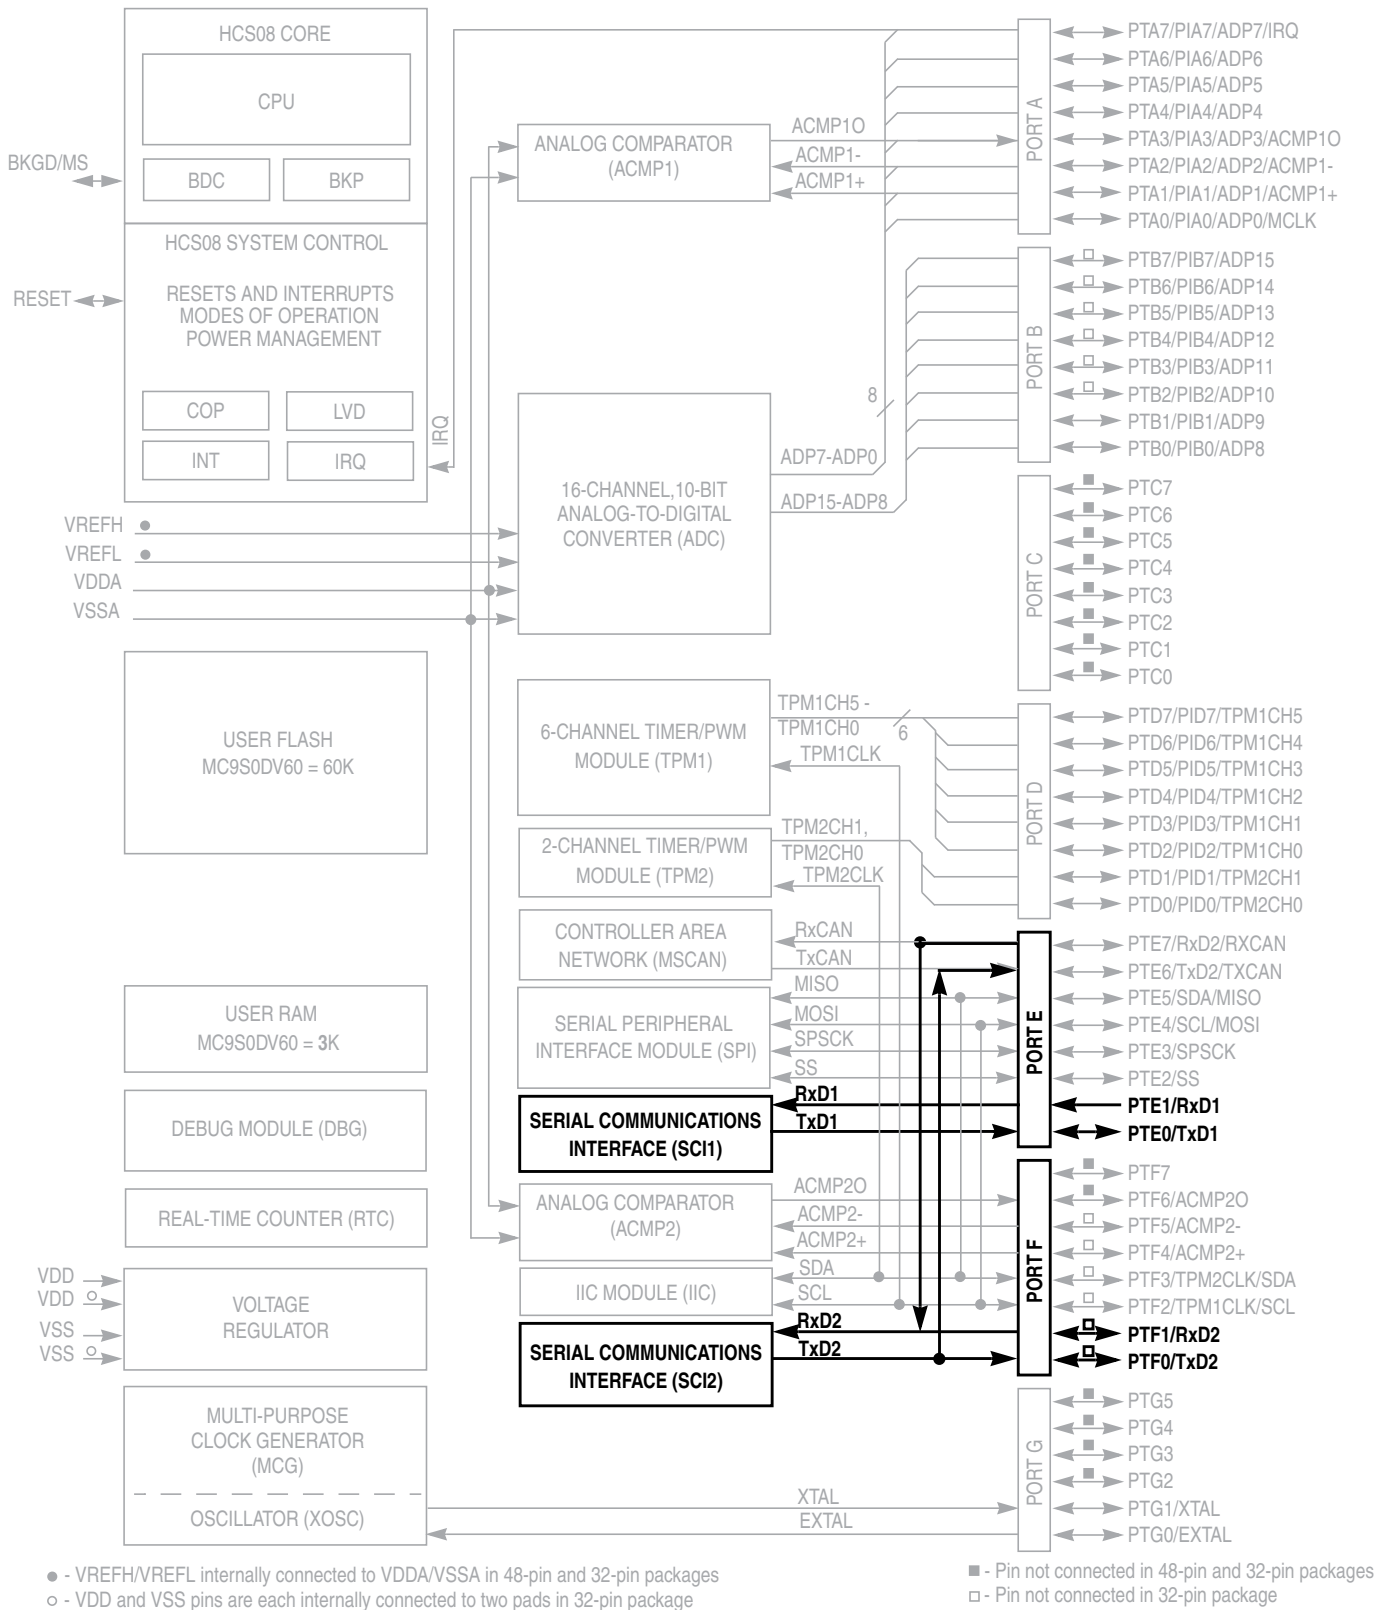 HCS08 CORE
CPU
BDC
BKP
BKGD/MS
HCS08 SYSTEM CONTROL
RESETS AND INTERRUPTS
MODES OF OPERATION
POWER MANAGEMENT
RESET
COP
LVD
INT
IRQ
IRQ
VREFH
VREFL
VDDA
VSSA
USER FLASH
MC9S0DV60 = 60K
USER RAM
MC9S0DV60 = 3K
DEBUG MODULE (DBG)
REAL-TIME COUNTER (RTC)
VDD
VDD
VSS
VSS
VOLTAGE
REGULATOR
MULTI-PURPOSE
CLOCK GENERATOR
(MCG)
OSCILLATOR (XOSC)
ANALOG COMPARATOR
(ACMP1)
ACMP1O
ACMP1-
ACMP1+
16-CHANNEL,10-BIT
ANALOG-TO-DIGITAL
CONVERTER (ADC)
8
ADP7-ADP0
ADP15-ADP8
6-CHANNEL TIMER/PWM
MODULE (TPM1)
TPM1CH5 -
TPM1CH0
6
TPM1CLK
2-CHANNEL TIMER/PWM
MODULE (TPM2)
TPM2CH1,
TPM2CH0
TPM2CLK
CONTROLLER AREA
NETWORK (MSCAN)
RxCAN
TxCAN
SERIAL PERIPHERAL
INTERFACE MODULE (SPI)
MISO
MOSI
SPSCK
SS
SERIAL COMMUNICATIONS
INTERFACE (SCI1)
RxD1
TxD1
ANALOG COMPARATOR
(ACMP2)
ACMP2O
ACMP2-
ACMP2+
IIC MODULE (IIC)
SDA
SCL
SERIAL COMMUNICATIONS
INTERFACE (SCI2)
RxD2
TxD2
XTAL
EXTAL
PORT A
PTA7/PIA7/ADP7/IRQ
PTA6/PIA6/ADP6
PTA5/PIA5/ADP5
PTA4/PIA4/ADP4
PTA3/PIA3/ADP3/ACMP1O
PTA2/PIA2/ADP2/ACMP1-
PTA1/PIA1/ADP1/ACMP1+
PTA0/PIA0/ADP0/MCLK
PORT B
PTB7/PIB7/ADP15
PTB6/PIB6/ADP14
PTB5/PIB5/ADP13
PTB4/PIB4/ADP12
PTB3/PIB3/ADP11
PTB2/PIB2/ADP10
PTB1/PIB1/ADP9
PTB0/PIB0/ADP8
PORT C
PTC7
PTC6
PTC5
PTC4
PTC3
PTC2
PTC1
PTC0
PORT D
PTD7/PID7/TPM1CH5
PTD6/PID6/TPM1CH4
PTD5/PID5/TPM1CH3
PTD4/PID4/TPM1CH2
PTD3/PID3/TPM1CH1
PTD2/PID2/TPM1CH0
PTD1/PID1/TPM2CH1
PTD0/PID0/TPM2CH0
PORT E
PTE7/RxD2/RXCAN
PTE6/TxD2/TXCAN
PTE5/SDA/MISO
PTE4/SCL/MOSI
PTE3/SPSCK
PTE2/SS
PTE1/RxD1
PTE0/TxD1
PORT F
PTF7
PTF6/ACMP2O
PTF5/ACMP2-
PTF4/ACMP2+
PTF3/TPM2CLK/SDA
PTF2/TPM1CLK/SCL
PTF1/RxD2
PTF0/TxD2
PORT G
PTG5
PTG4
PTG3
PTG2
PTG1/XTAL
PTG0/EXTAL
● - VREFH/VREFL internally connected to VDDA/VSSA in 48-pin and 32-pin packages
○ - VDD and VSS pins are each internally connected to two pads in 32-pin package
■ - Pin not connected in 48-pin and 32-pin packages
□ - Pin not connected in 32-pin package